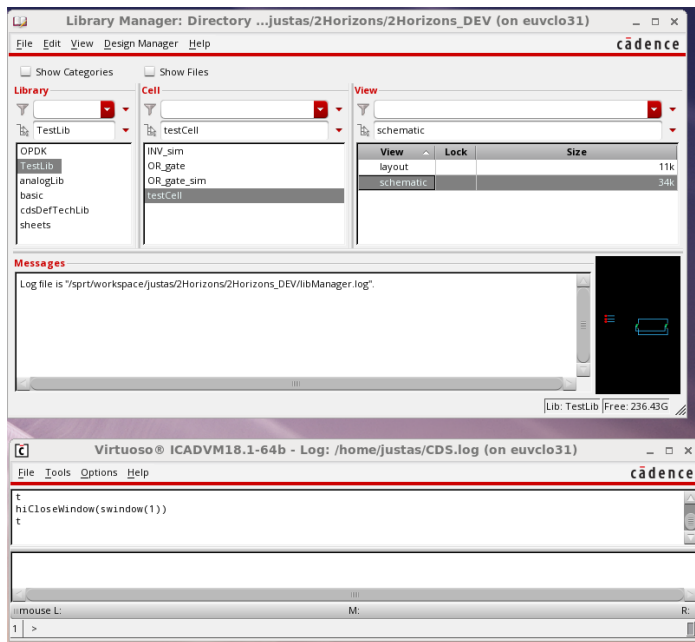 Library Manager: Directory ...justas/2Horizons/2Horizons_DEV (on euvclo31)
File Edit View Design Manager Help
cādence
Show Categories Show Files
Library Cell View
TestLib testCell schematic
OPDK
TestLib
analogLib
basic
cdsDefTechLib
sheets
INV_sim
OR_gate
OR_gate_sim
testCell
View Lock Size
layout 11k
schematic 34k
Messages
Log file is "/sprt/workspace/justas/2Horizons/2Horizons_DEV/libManager.log".
Lib: TestLib Free: 236.43G
Virtuoso® ICADVM18.1-64b - Log: /home/justas/CDS.log (on euvclo31)
File Tools Options Help
cādence
t
hiCloseWindow(swindow(1))
t
mouse L: M: R:
1 >